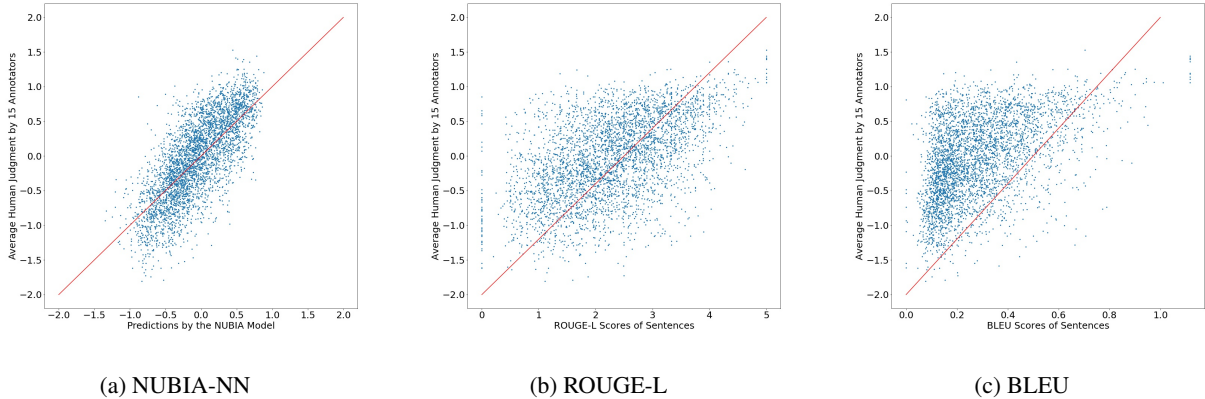 2.0
1.5
1.0
0.5
0.0
−0.5
−1.0
−1.5
−2.0
Average Human Judgment by 15 Annotators
−2.0 −1.5 −1.0 −0.5 0.0 0.5 1.0 1.5 2.0
Predictions by the NUBIA Model
(a) NUBIA-NN
2.0
1.5
1.0
0.5
0.0
−0.5
−1.0
−1.5
−2.0
Average Human Judgment by 15 Annotators
0 1 2 3 4 5
ROUGE-L Scores of Sentences
(b) ROUGE-L
2.0
1.5
1.0
0.5
0.0
−0.5
−1.0
−1.5
−2.0
Average Human Judgment by 15 Annotators
0.0 0.2 0.4 0.6 0.8 1.0
BLEU Scores of Sentences
(c) BLEU